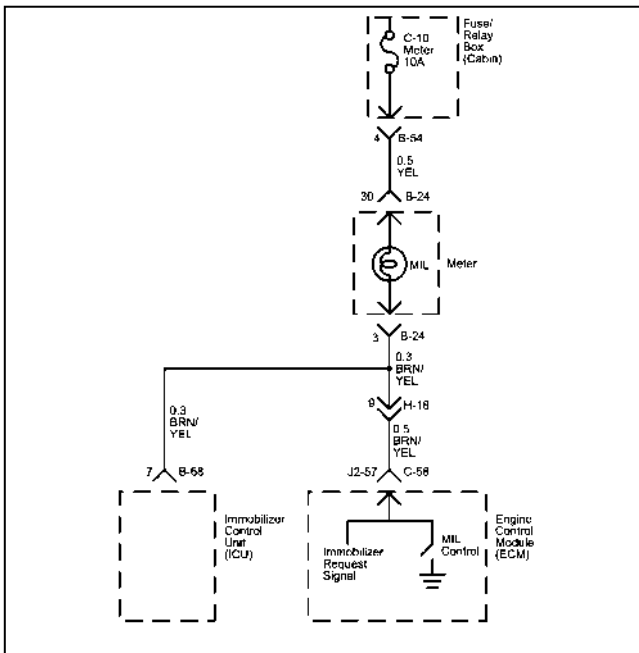 C-10
Meter
10A
Fuse/
Relay
Box
(Cabin)
4 B-54
0.5
YEL
30 B-24
MIL
Meter
3 B-24
0.3
BRN/
YEL
0.3
BRN/
YEL
9 H-18
0.5
BRN/
YEL
7 B-68
J2-57 C-56
Immobilizer
Control
Unit
(ICU)
Immobilizer
Request
Signal
MIL
Control
Engine
Control
Module
(ECM)